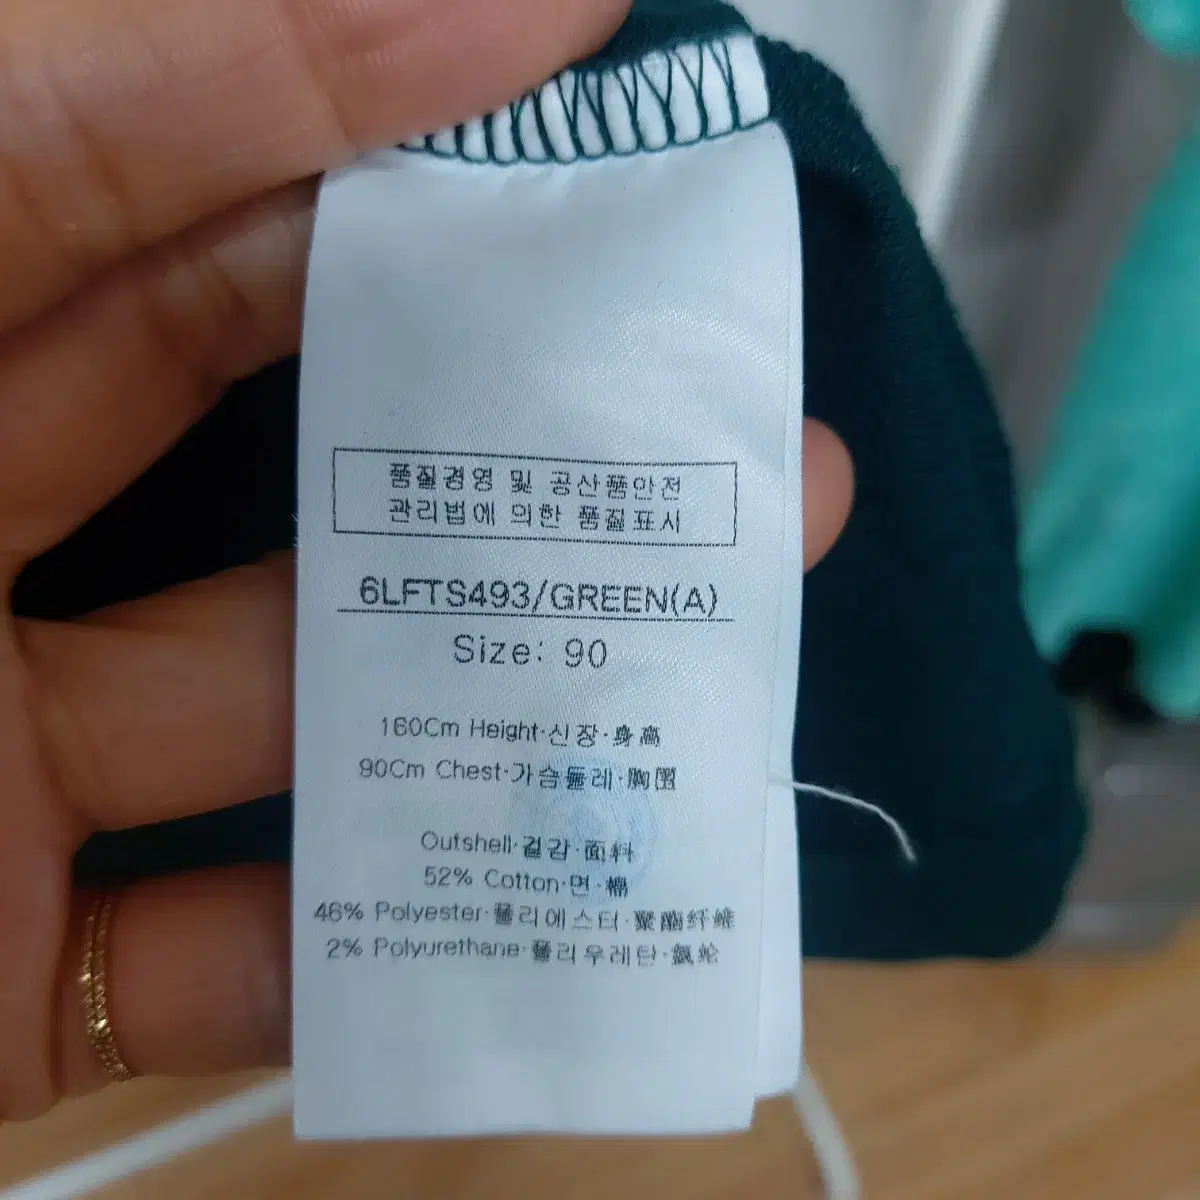 품질경영 및 공산품안전
관리법에 의한 품질표시
6LFTS493/GREEN(A)
Size: 90
160Cm Height·신장·身高
90Cm Chest·가슴둘레·胸围
Outshell·겉감·面料
52% Cotton·면·棉
46% Polyester·폴리에스터·聚酯纤维
2% Polyurethane·폴리우레탄·氨纶